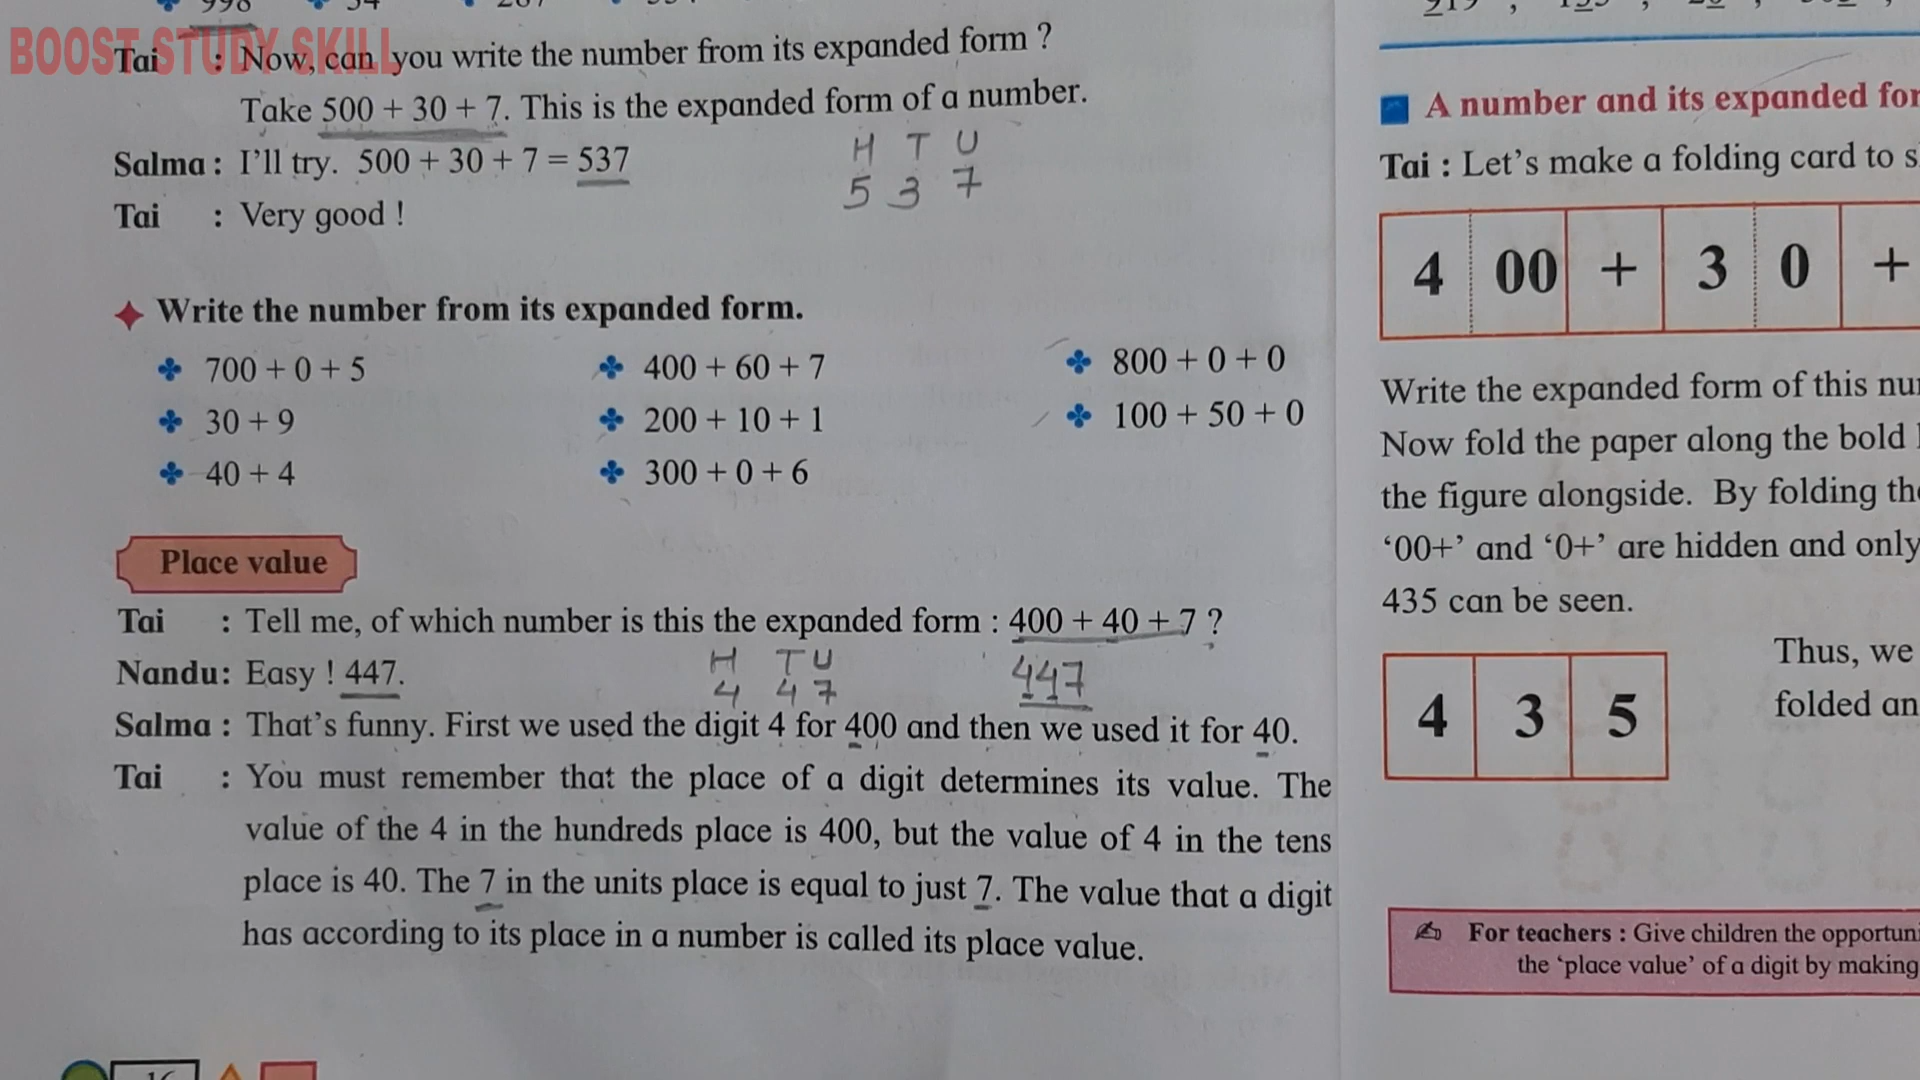 998
54
BOOST STUDY SKILL
Tai : Now, can you write the number from its expanded form ?
Take 500 + 30 + 7. This is the expanded form of a number.
H T U
Salma : I'll try. 500 + 30 + 7 = 537
5 3 7
Tai : Very good !
Write the number from its expanded form.
700 + 0 + 5
400 + 60 + 7
800 + 0 + 0
30 + 9
200 + 10 + 1
100 + 50 + 0
40 + 4
300 + 0 + 6
Place value
Tai : Tell me, of which number is this the expanded form : 400 + 40 + 7 ?
Nandu: Easy ! 447.
H T U
4 4 7
447
Salma : That's funny. First we used the digit 4 for 400 and then we used it for 40.
Tai : You must remember that the place of a digit determines its value. The
value of the 4 in the hundreds place is 400, but the value of 4 in the tens
place is 40. The 7 in the units place is equal to just 7. The value that a digit
has according to its place in a number is called its place value.
16
A number and its expanded for
Tai : Let's make a folding card to s
4 00 + 3 0 +
Write the expanded form of this nu
Now fold the paper along the bold
the figure alongside. By folding the
'00+' and '0+' are hidden and only
435 can be seen.
Thus, we
folded an
4 3 5
For teachers : Give children the opportuni
the 'place value' of a digit by making